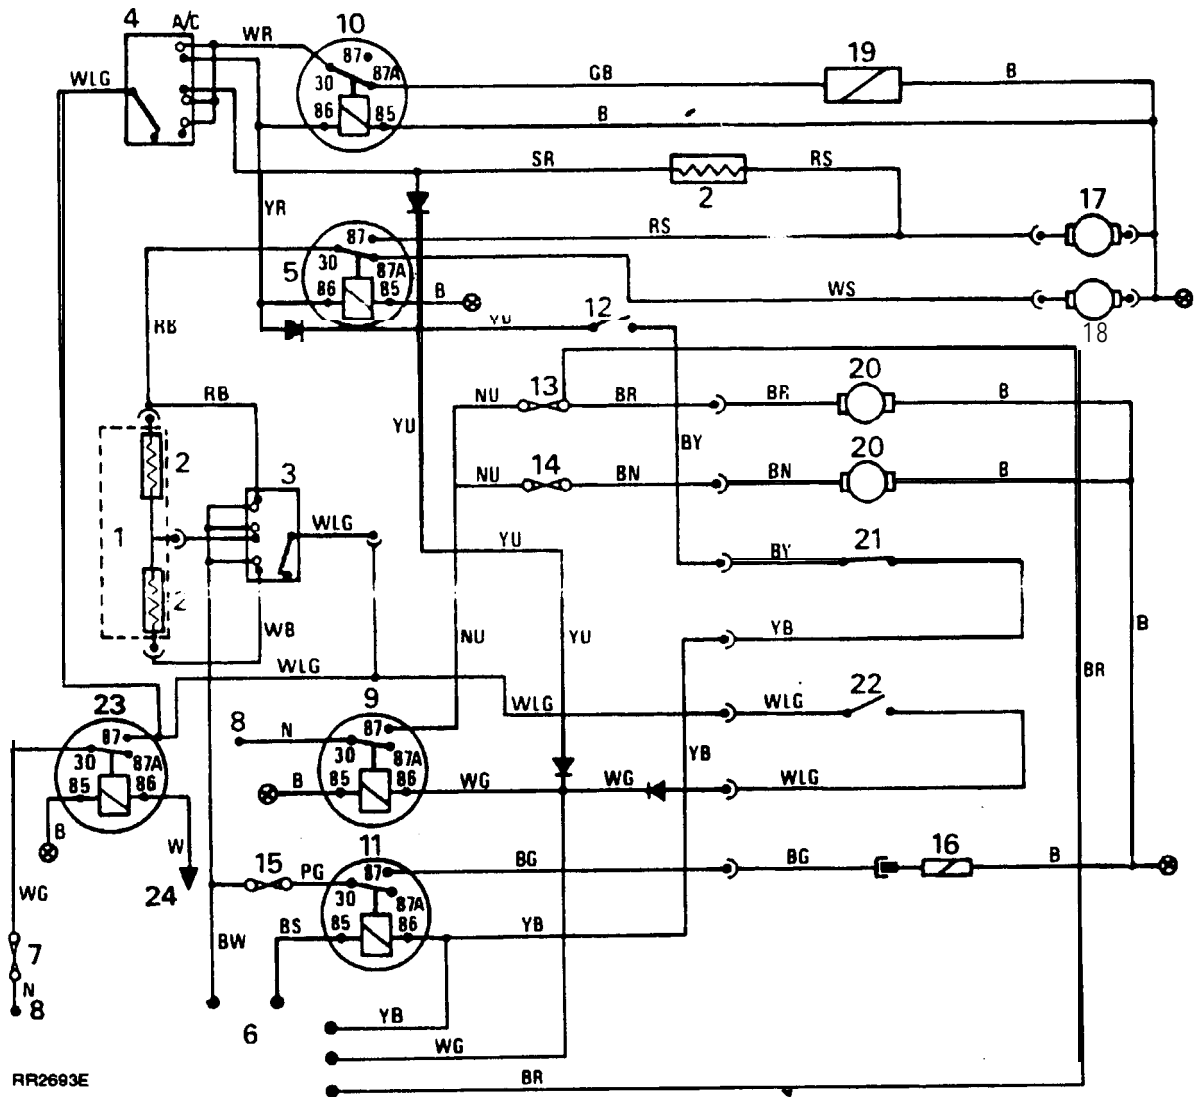 4 A/C WR 10
87
30 87A
86 85
WLG
GB 19 B
B
SR 2 RS
YR
RS 17
87
5 30 87A
86 85 B
WS 18
RB
YU 12
RB
YU
NU 13 BR BR 20 B
BY
NU 14 BN BN 20 B
2 3
1
WLG
YU
BY 21
2
WB
NU YU
YB
B
WLG
WLG
WLG 22
BR
23
87
30 87A
85 86
9
8 N 87
30 87A
B 85 86
WG WG WLG
YB
B
W
24
WG
11
15 PG 87
30 87A
85 86
BS
BG BG 16 B
YB
BW
7
N
8
6
YB
WG
BR
RR2693E